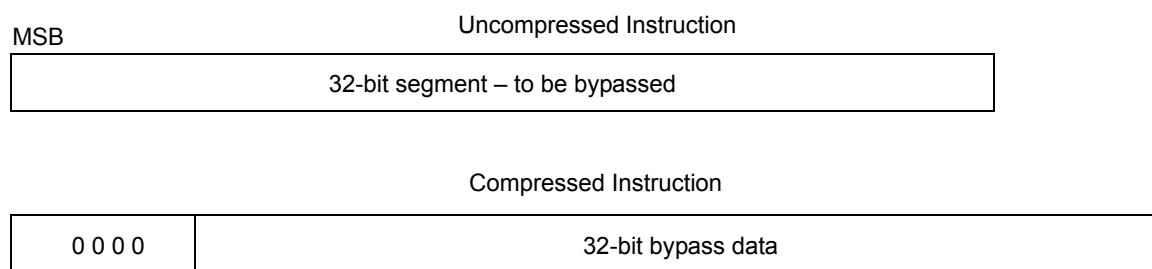 Uncompressed Instruction
MSB
32-bit segment – to be bypassed
Compressed Instruction
0 0 0 0 32-bit bypass data